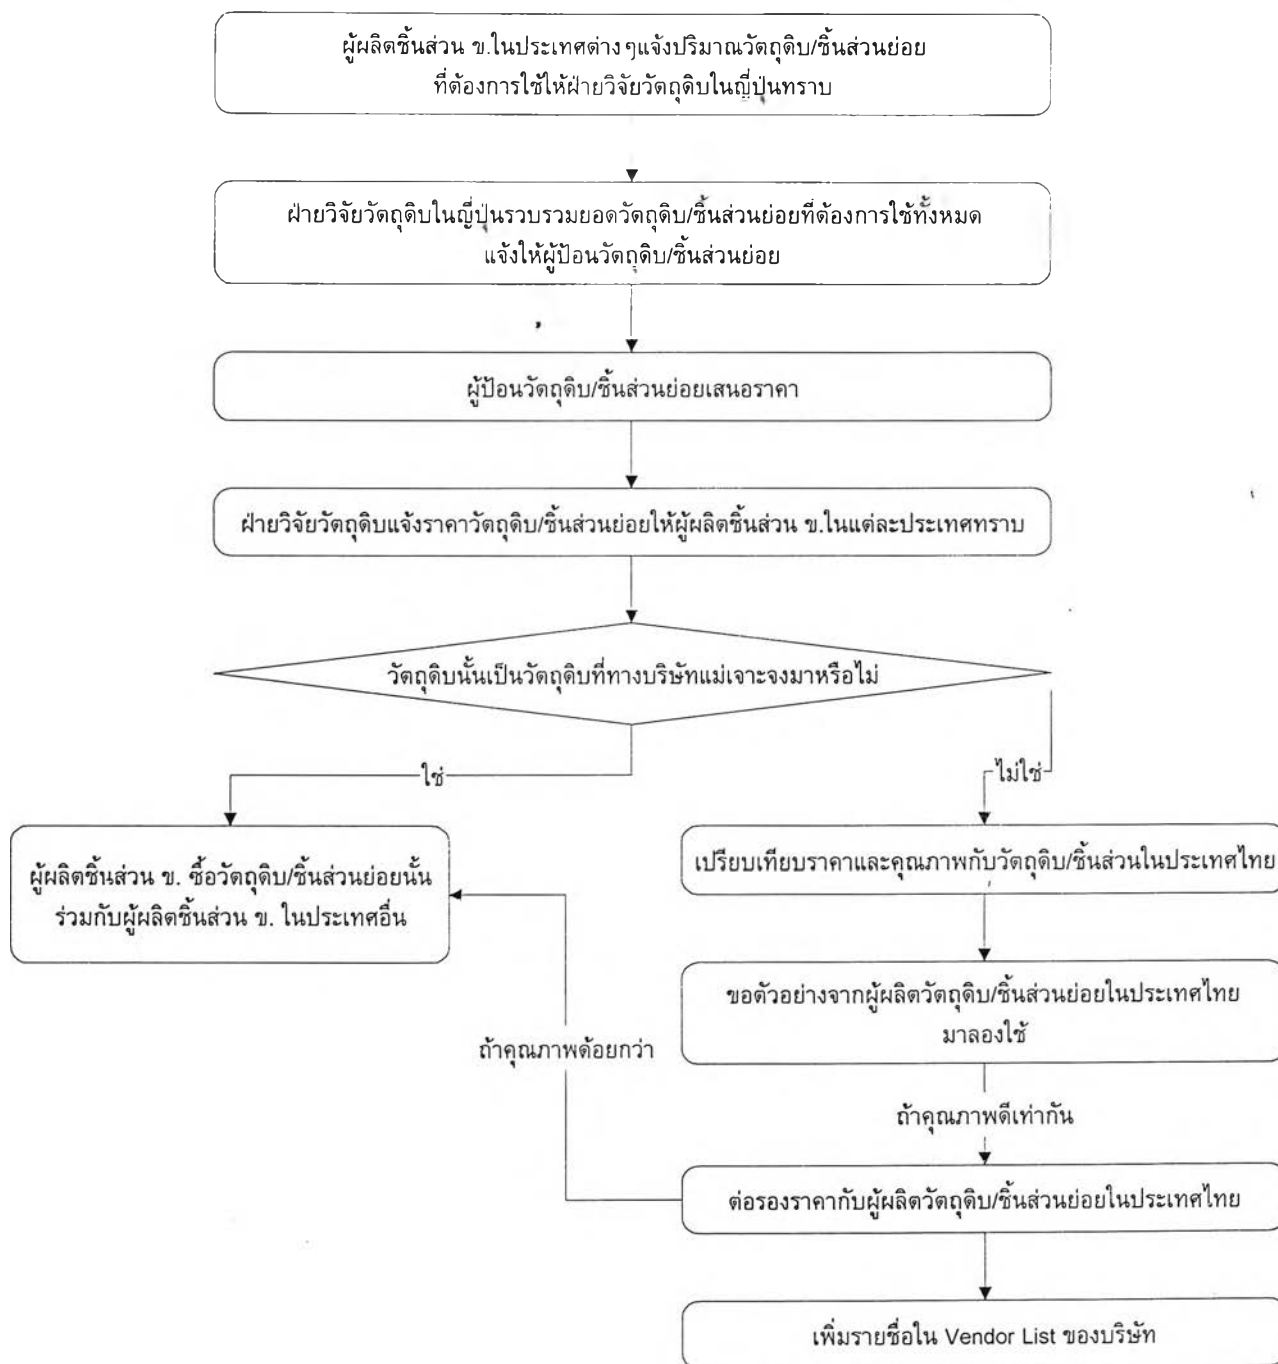 ผู้ผลิตชิ้นส่วน ข.ในประเทศต่างๆแจ้งปริมาณวัตถุดิบ/ชิ้นส่วนย่อย
ที่ต้องการใช้ให้ฝ่ายวิจัยวัตถุดิบในญี่ปุ่นทราบ
ฝ่ายวิจัยวัตถุดิบในญี่ปุ่นรวบรวมยอดวัตถุดิบ/ชิ้นส่วนย่อยที่ต้องการใช้ทั้งหมด
แจ้งให้ผู้ป้อนวัตถุดิบ/ชิ้นส่วนย่อย
ผู้ป้อนวัตถุดิบ/ชิ้นส่วนย่อยเสนอราคา
ฝ่ายวิจัยวัตถุดิบแจ้งราคาวัตถุดิบ/ชิ้นส่วนย่อยให้ผู้ผลิตชิ้นส่วน ข.ในแต่ละประเทศทราบ
วัตถุดิบนั้นเป็นวัตถุดิบที่ทางบริษัทแม่เจาะจงมาหรือไม่
ใช่
ไม่ใช่
ผู้ผลิตชิ้นส่วน ข. ซื้อวัตถุดิบ/ชิ้นส่วนย่อยนั้น
ร่วมกับผู้ผลิตชิ้นส่วน ข. ในประเทศอื่น
เปรียบเทียบราคาและคุณภาพกับวัตถุดิบ/ชิ้นส่วนในประเทศไทย
ขอตัวอย่างจากผู้ผลิตวัตถุดิบ/ชิ้นส่วนย่อยในประเทศไทย
มาลองใช้
ถ้าคุณภาพด้อยกว่า
ถ้าคุณภาพดีเท่ากัน
ต่อรองราคากับผู้ผลิตวัตถุดิบ/ชิ้นส่วนย่อยในประเทศไทย
เพิ่มรายชื่อใน Vendor List ของบริษัท